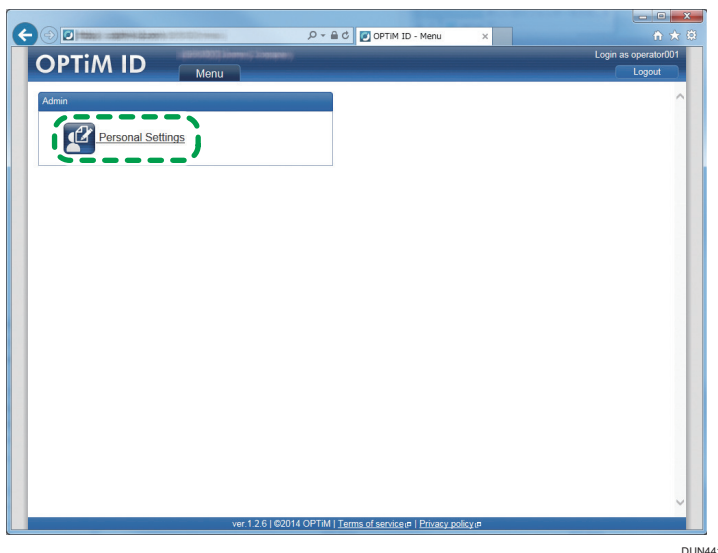 OPTiM ID - Menu
Login as operator001
OPTiM ID
Menu
Logout
Admin
Personal Settings
ver.1.2.6 | ©2014 OPTiM | Terms of service | Privacy policy